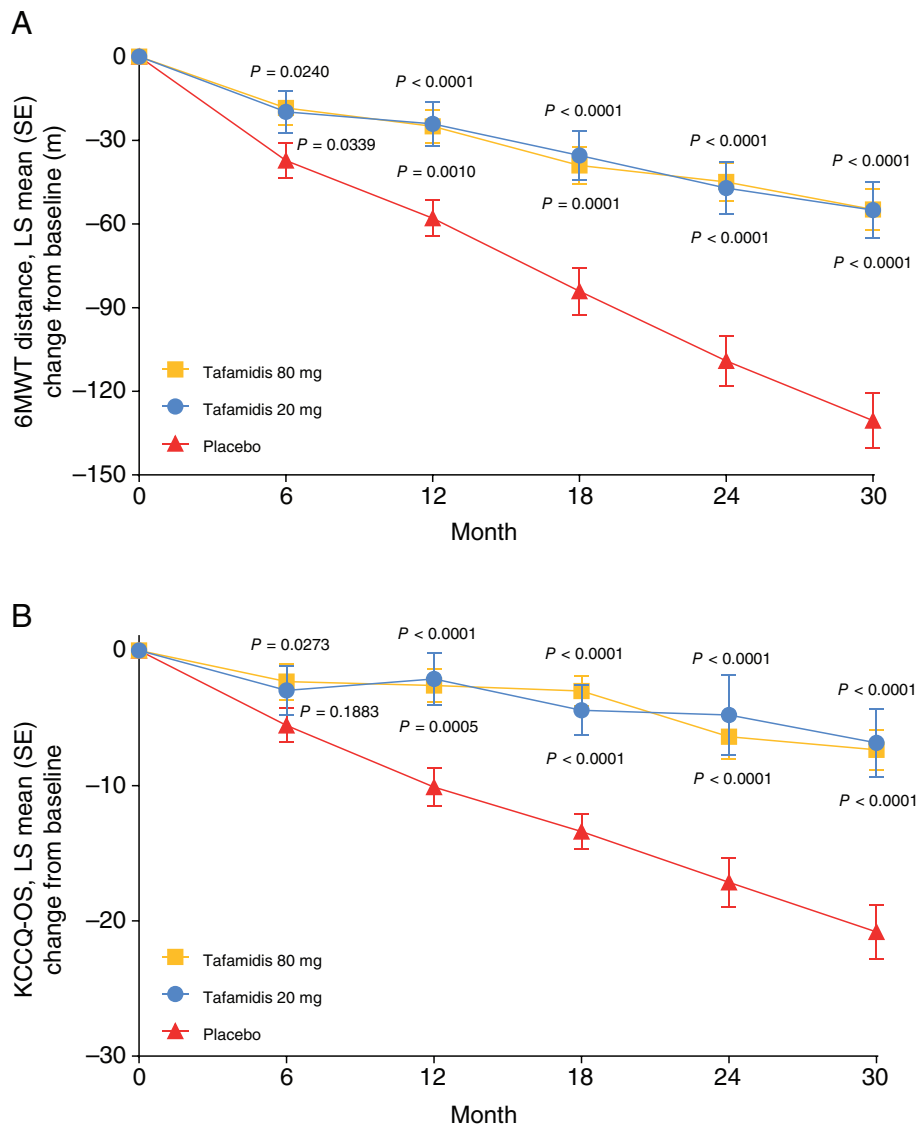 A
6MWT distance, LS mean (SE)
change from baseline (m)
0
−30
−60
−90
−120
−150
P = 0.0240
P < 0.0001
P < 0.0001
P < 0.0001
P < 0.0001
P = 0.0339
P = 0.0010
P = 0.0001
P < 0.0001
P < 0.0001
Tafamidis 80 mg
Tafamidis 20 mg
Placebo
0 6 12 18 24 30
Month
B
KCCQ-OS, LS mean (SE)
change from baseline
0
−10
−20
−30
P = 0.0273
P < 0.0001
P < 0.0001
P < 0.0001
P < 0.0001
P = 0.1883
P = 0.0005
P < 0.0001
P < 0.0001
P < 0.0001
Tafamidis 80 mg
Tafamidis 20 mg
Placebo
0 6 12 18 24 30
Month